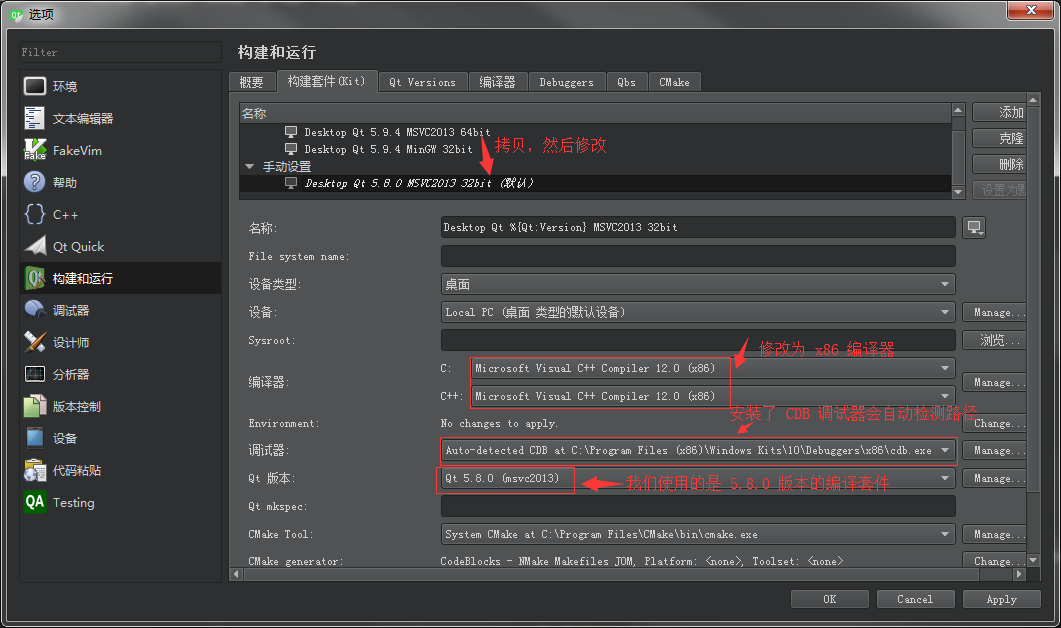 选项
Filter
环境
文本编辑器
FakeVim
帮助
C++
Qt Quick
构建和运行
调试器
设计师
分析器
版本控制
设备
代码粘贴
Testing
构建和运行
概要 构建套件(Kit) Qt Versions 编译器 Debuggers Qbs CMake
名称
Desktop Qt 5.9.4 MSVC2013 64bit
Desktop Qt 5.9.4 MinGW 32bit
拷贝，然后修改
手动设置
Desktop Qt 5.8.0 MSVC2013 32bit (默认)
添加
克隆
删除
设置为默
名称: Desktop Qt %{Qt:Version} MSVC2013 32bit
File system name:
设备类型: 桌面
设备: Local PC (桌面 类型的默认设备) Manage...
Sysroot: 浏览...
修改为 x86 编译器
编译器: C: Microsoft Visual C++ Compiler 12.0 (x86)
C++: Microsoft Visual C++ Compiler 12.0 (x86) Manage...
安装了 CDB 调试器会自动检测路径
Environment: No changes to apply. Change...
调试器: Auto-detected CDB at C:\Program Files (x86)\Windows Kits\10\Debuggers\x86\cdb.exe Manage...
Qt 版本: Qt 5.8.0 (msvc2013) 我们使用的是 5.8.0 版本的编译套件 Manage...
Qt mkspec:
CMake Tool: System CMake at C:\Program Files\CMake\bin\cmake.exe Manage...
CMake generator: CodeBlocks - NMake Makefiles JOM, Platform: <none>, Toolset: <none> Change...
OK Cancel Apply